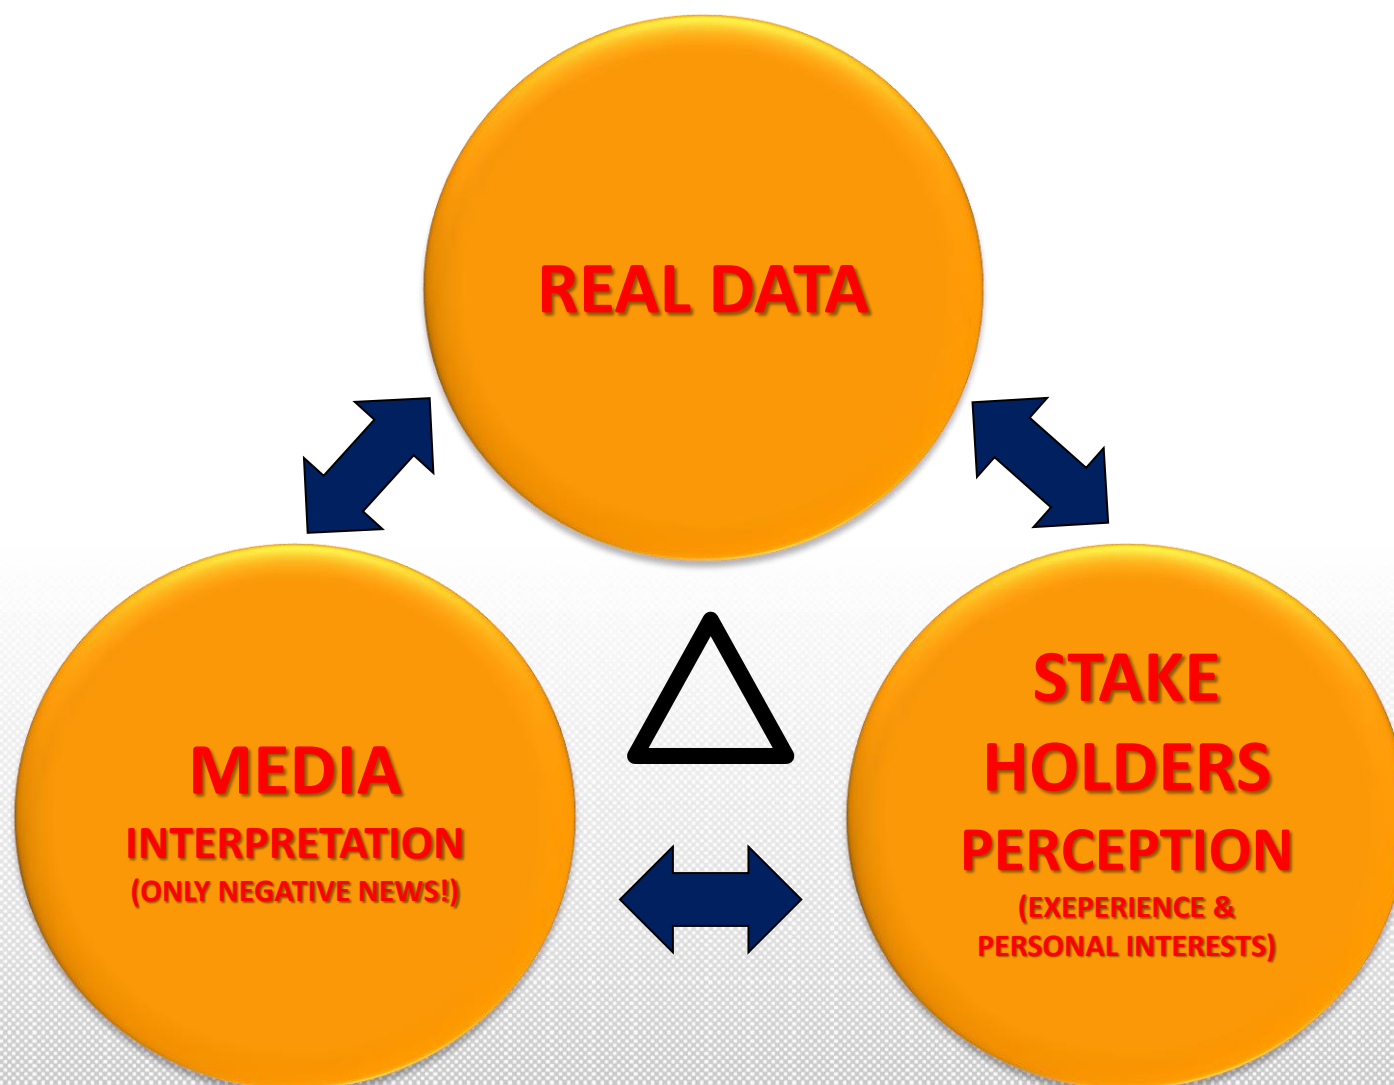 REAL DATA
MEDIA
INTERPRETATION
(ONLY NEGATIVE NEWS!)
STAKE
HOLDERS
PERCEPTION
(EXEPERIENCE &
PERSONAL INTERESTS)